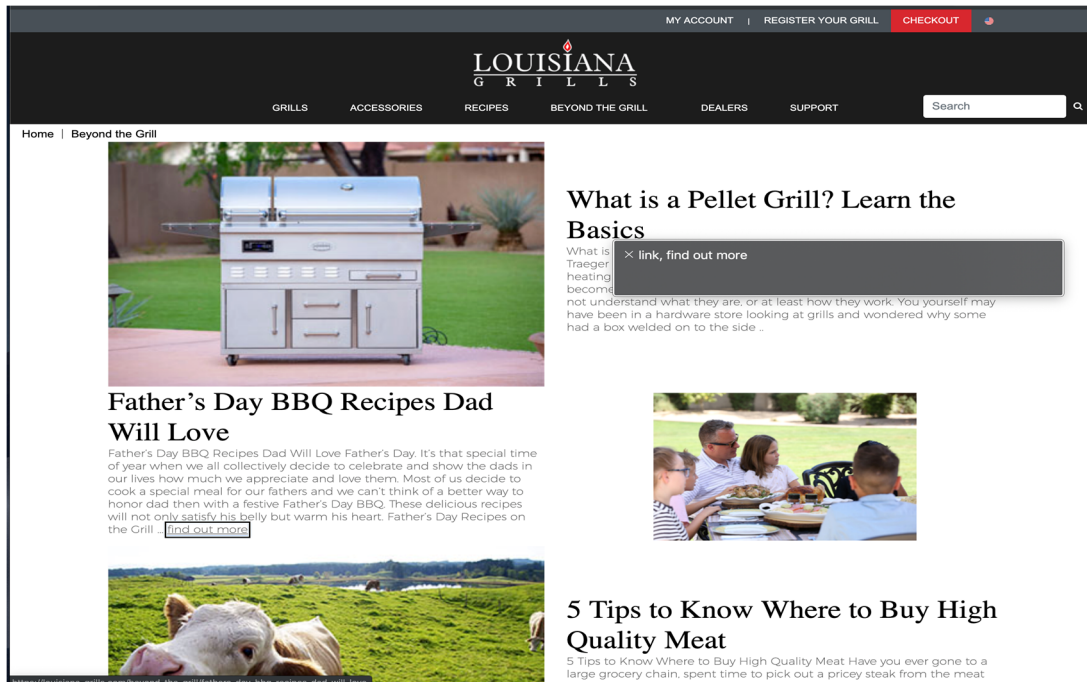 MY ACCOUNT | REGISTER YOUR GRILL CHECKOUT
LOUISIANA
GRILLS
GRILLS ACCESSORIES RECIPES BEYOND THE GRILL DEALERS SUPPORT Search
Home | Beyond the Grill
Father's Day BBQ Recipes Dad
Will Love
Father's Day BBQ Recipes Dad Will Love Father's Day. It's that special time
of year when we all collectively decide to celebrate and show the dads in
our lives how much we appreciate and love them. Most of us decide to
cook a special meal for our fathers and we can't think of a better way to
honor dad then with a festive Father's Day BBQ. These delicious recipes
will not only satisfy his belly but warm his heart. Father's Day Recipes on
the Grill ... find out more
What is a Pellet Grill? Learn the
Basics
What is
Traeger
heating
become
not understand what they are, or at least how they work. You yourself may
have been in a hardware store looking at grills and wondered why some
had a box welded on to the side ..
× link, find out more
5 Tips to Know Where to Buy High
Quality Meat
5 Tips to Know Where to Buy High Quality Meat Have you ever gone to a
large grocery chain, spent time to pick out a pricey steak from the meat